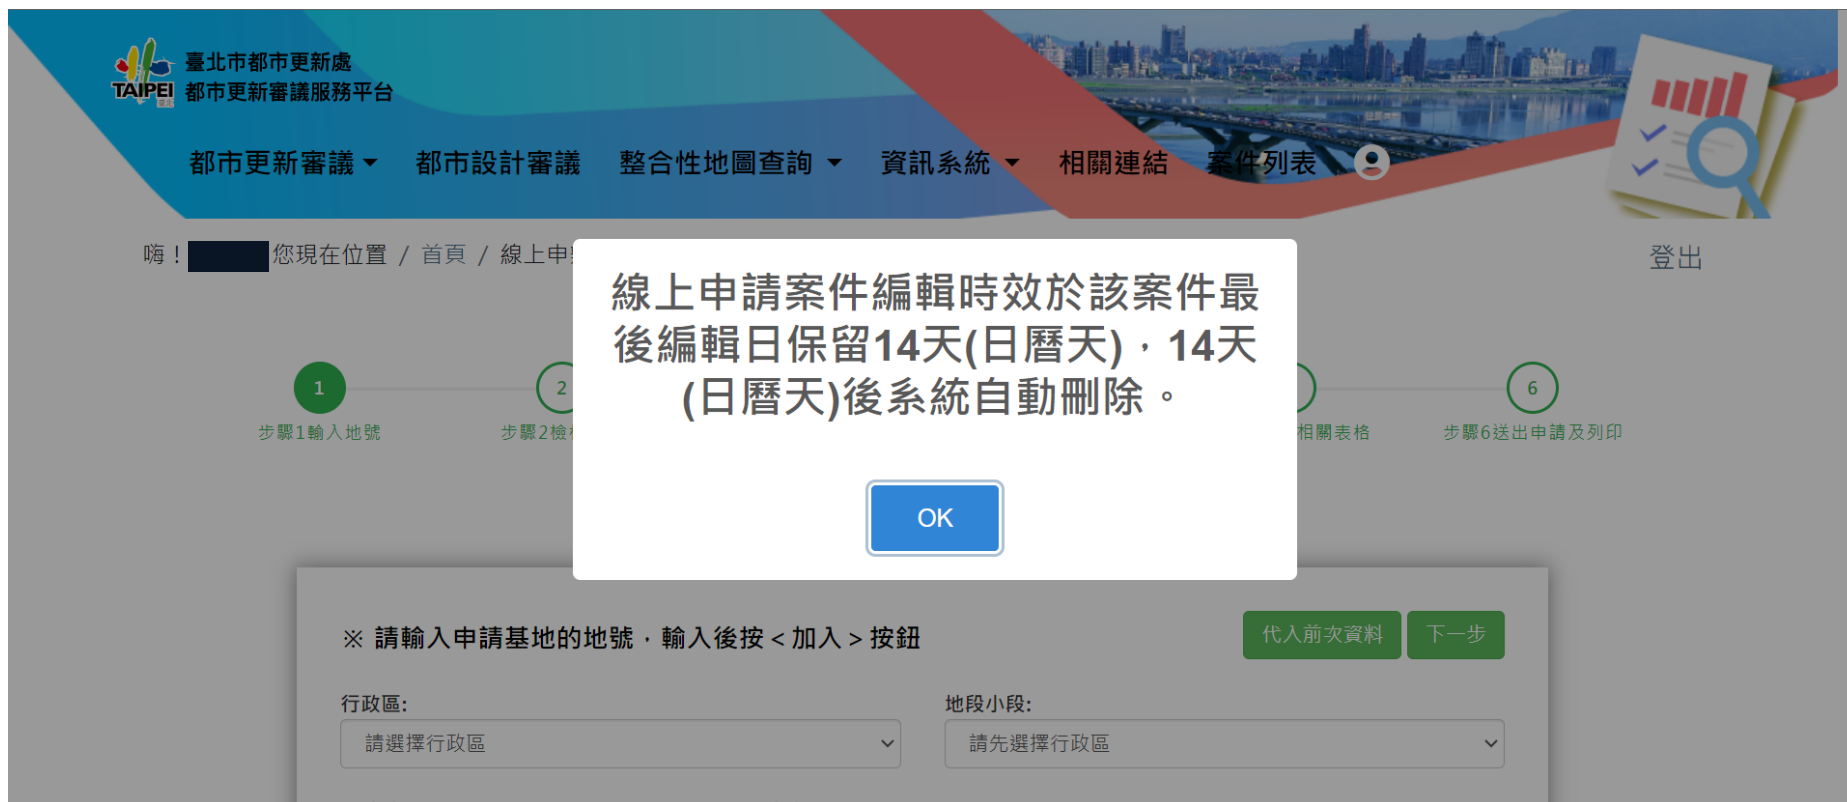 臺北市都市更新處
TAIPEI 都市更新審議服務平台
臺北
都市更新審議 都市設計審議 整合性地圖查詢 資訊系統 相關連結 案件列表
嗨！ 您現在位置 / 首頁 / 線上申 登出
線上申請案件編輯時效於該案件最
後編輯日保留14天(日曆天)，14天
(日曆天)後系統自動刪除。
OK
1 2 6
步驟1輸入地號 步驟2檢 相關表格 步驟6送出申請及列印
※ 請輸入申請基地的地號，輸入後按 < 加入 > 按鈕 代入前次資料 下一步
行政區: 地段小段:
請選擇行政區 請先選擇行政區